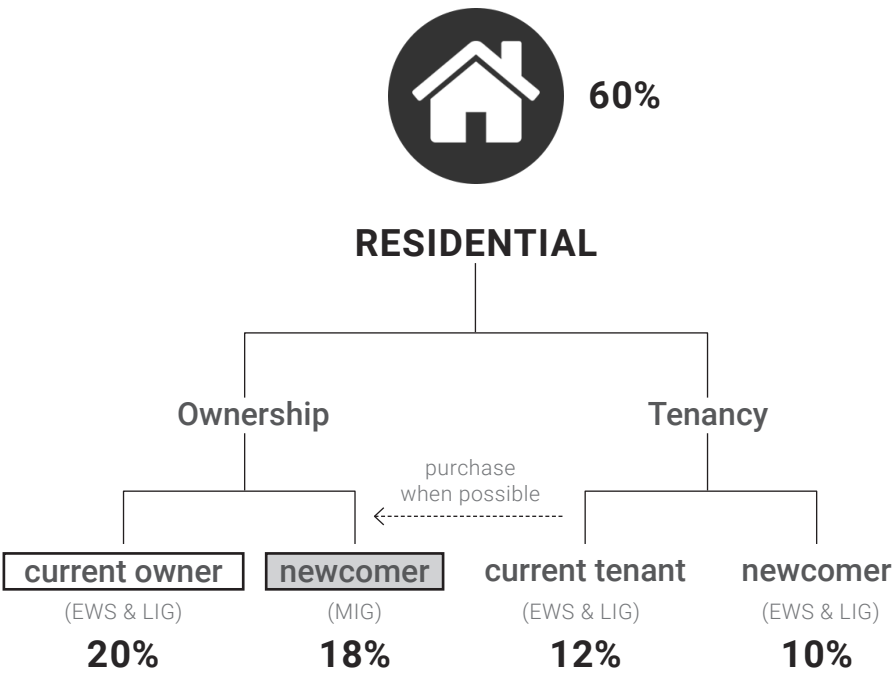 60%
RESIDENTIAL
Ownership
Tenancy
purchase
when possible
current owner
(EWS & LIG)
20%
newcomer
(MIG)
18%
current tenant
(EWS & LIG)
12%
newcomer
(EWS & LIG)
10%